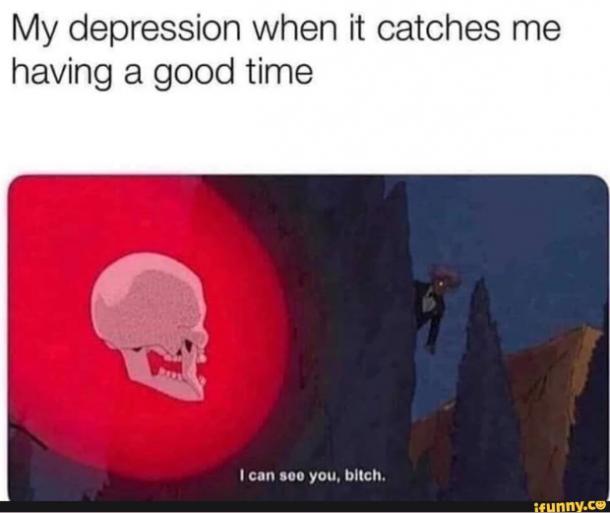 My depression when it catches me
having a good time
I can see you, bitch.
ifunny.co